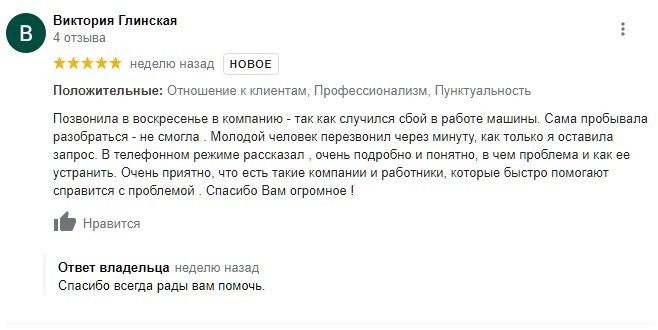 В
Виктория Глинская
4 отзыва
неделю назад НОВОЕ
Положительные: Отношение к клиентам, Профессионализм, Пунктуальность
Позвонила в воскресенье в компанию - так как случился сбой в работе машины. Сама пробывала
разобраться - не смогла . Молодой человек перезвонил через минуту, как только я оставила
запрос. В телефонном режиме рассказал , очень подробно и понятно, в чем проблема и как ее
устранить. Очень приятно, что есть такие компании и работники, которые быстро помогают
справится с проблемой . Спасибо Вам огромное !
Нравится
Ответ владельца неделю назад
Спасибо всегда рады вам помочь.